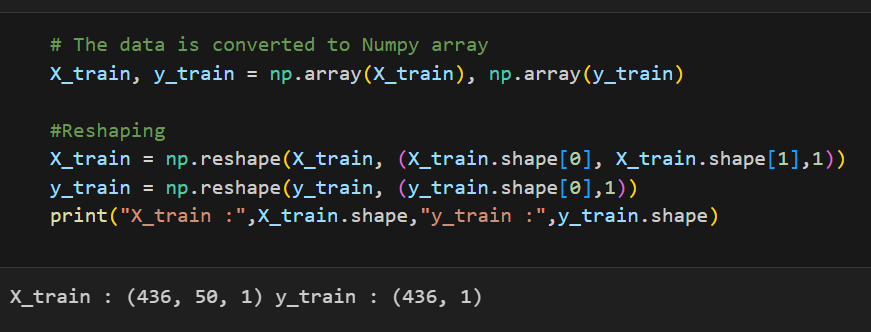 # The data is converted to Numpy array
X_train, y_train = np.array(X_train), np.array(y_train)
#Reshaping
X_train = np.reshape(X_train, (X_train.shape[0], X_train.shape[1],1))
y_train = np.reshape(y_train, (y_train.shape[0],1))
print("X_train :",X_train.shape,"y_train :",y_train.shape)
X_train : (436, 50, 1) y_train : (436, 1)